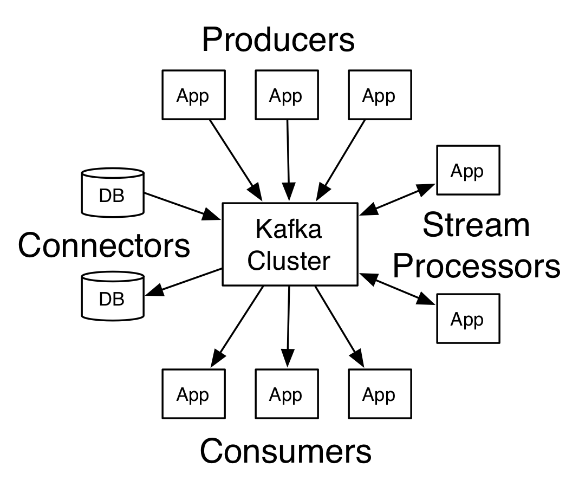 Producers
App
App
App
DB
App
Kafka
Cluster
Stream
Processors
Connectors
DB
App
App
App
App
Consumers